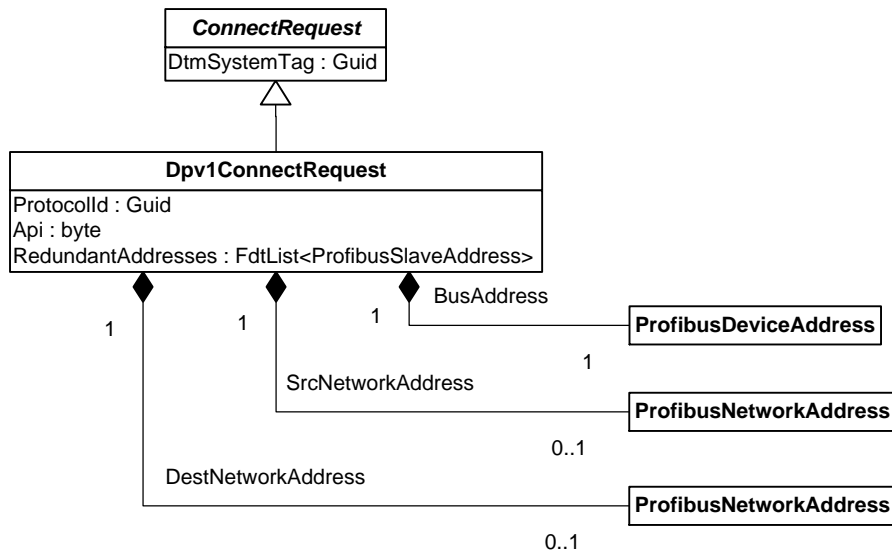 ConnectRequest
DtmSystemTag : Guid
Dpv1ConnectRequest
ProtocolId : Guid
Api : byte
RedundantAddresses : FdtList<ProfibusSlaveAddress>
BusAddress
1
1
1
ProfibusDeviceAddress
1
SrcNetworkAddress
ProfibusNetworkAddress
0..1
DestNetworkAddress
ProfibusNetworkAddress
0..1